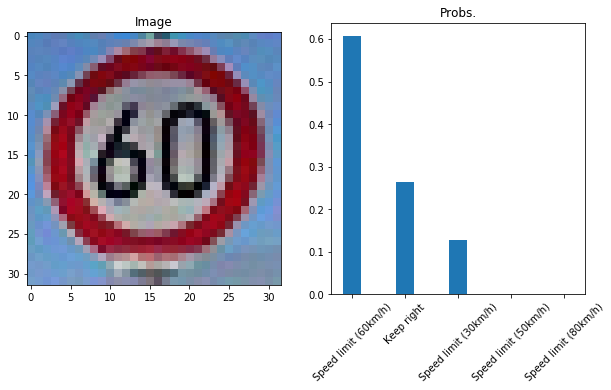 Image
0
5
10
15
20
25
30
0 5 10 15 20 25 30
60
Probs.
0.6
0.5
0.4
0.3
0.2
0.1
0.0
Speed limit (60km/h)
Keep right
Speed limit (30km/h)
Speed limit (50km/h)
Speed limit (80km/h)